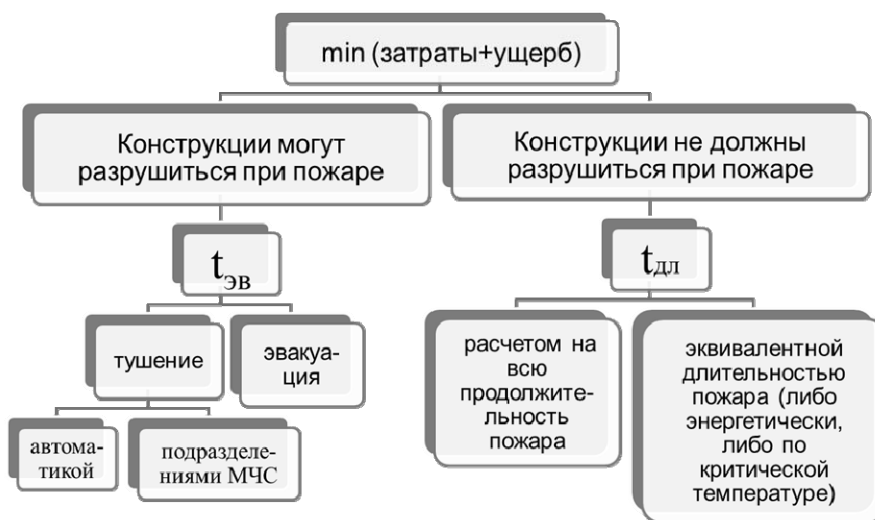 min (затраты+ущерб)
Конструкции могут
разрушиться при пожаре
Конструкции не должны
разрушиться при пожаре
tэв
tдл
тушение
эвакуа-
ция
расчетом на
всю
продолжите-
льность
пожара
эквивалентной
длительностью
пожара (либо
энергетически,
либо по
критической
температуре)
автома-
тикой
подразделе-
ниями МЧС